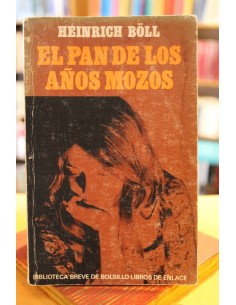 HEINRICH BÖLL
EL PAN DE LOS
AÑOS MOZOS
BIBLIOTECA BREVE DE BOLSILLO·LIBROS DE ENLACE